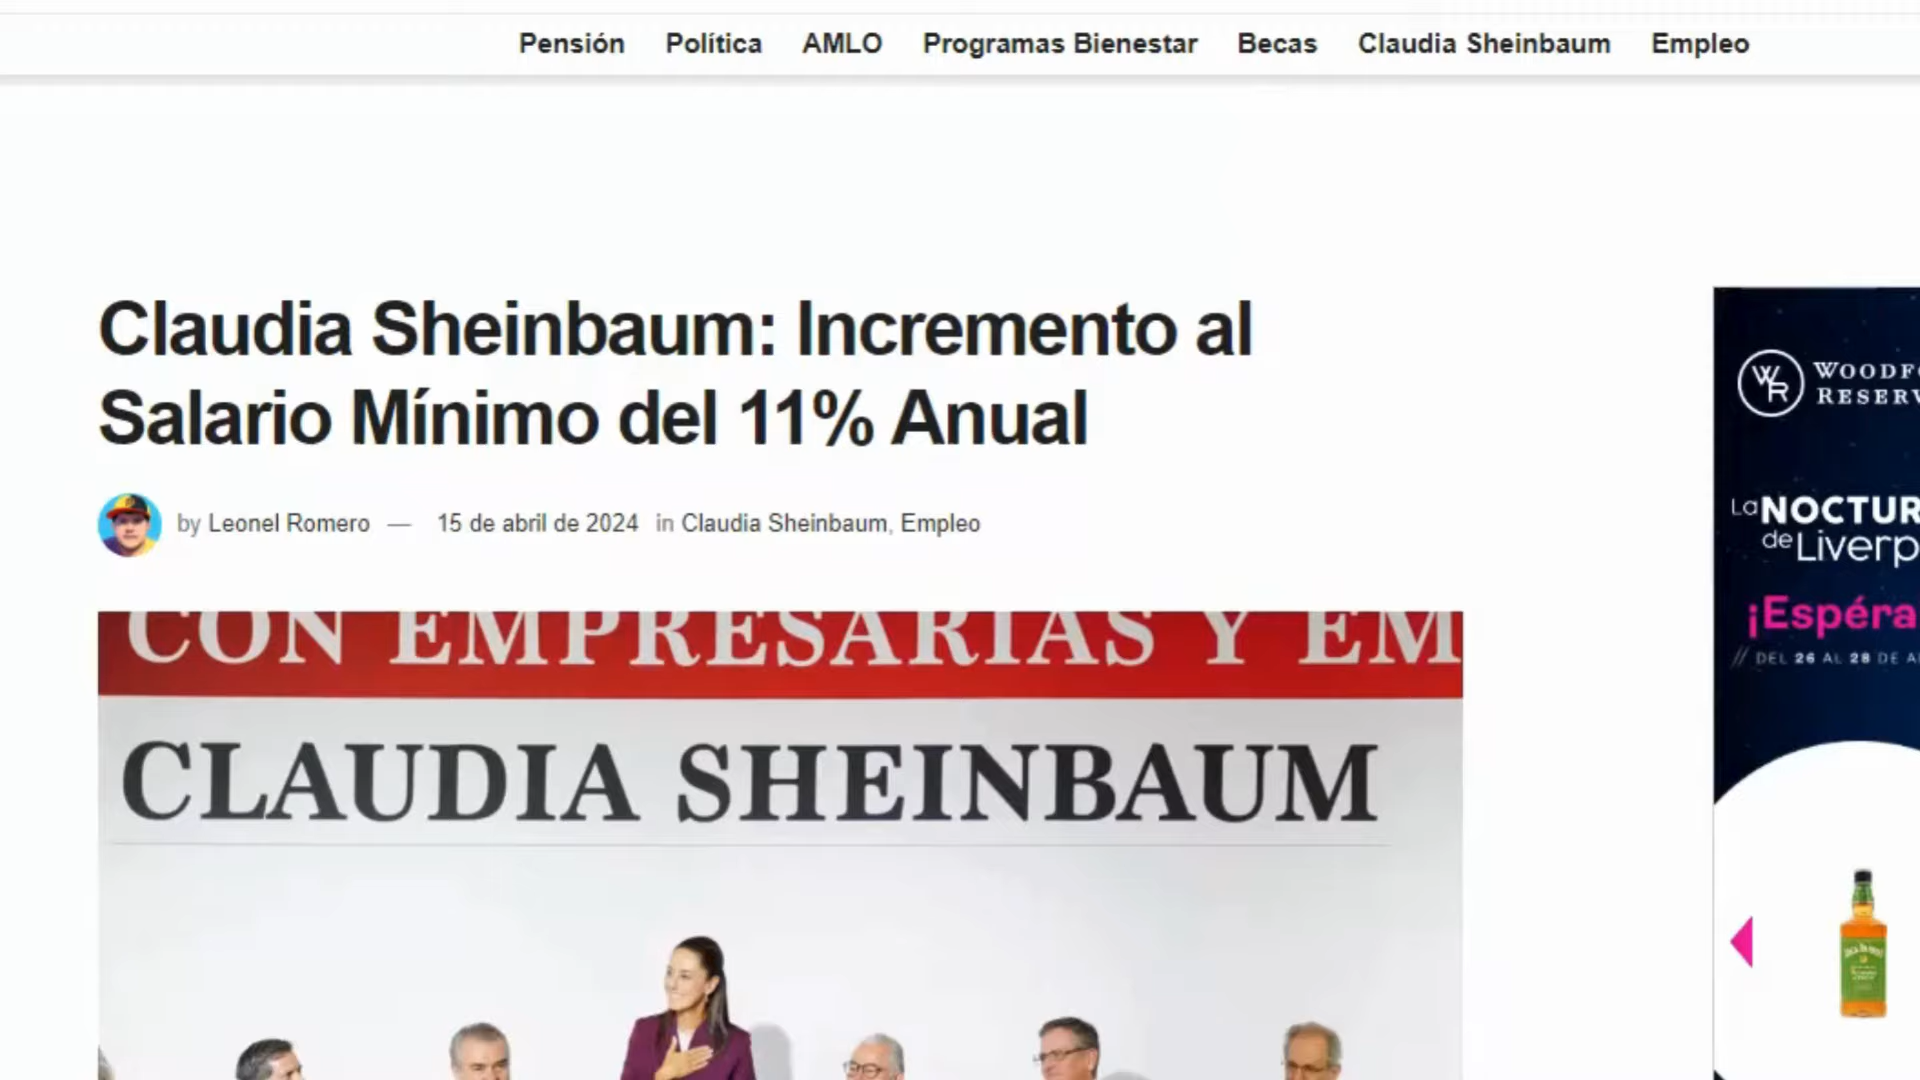 Pensión Política AMLO Programas Bienestar Becas Claudia Sheinbaum Empleo
Claudia Sheinbaum: Incremento al
Salario Mínimo del 11% Anual
by Leonel Romero — 15 de abril de 2024 in Claudia Sheinbaum, Empleo
CON EMPRESARIAS Y EM
CLAUDIA SHEINBAUM
WR WOODFO
RESERV
La NOCTUR
de Liverp
¡Espéra
// DEL 26 AL 28 DE A